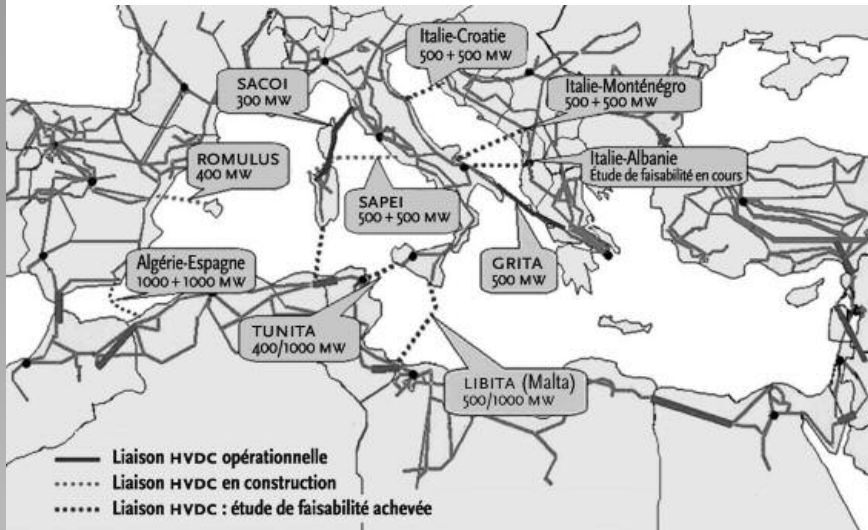 Italie-Croatie
500 + 500 MW
SACOI
300 MW
Italie-Monténégro
500 + 500 MW
ROMULUS
400 MW
Italie-Albanie
Étude de faisabilité en cours
SAPEI
500 + 500 MW
Algérie-Espagne
1000 + 1000 MW
GRITA
500 MW
TUNITA
400/1000 MW
LIBITA (Malta)
500/1000 MW
Liaison HVDC opérationnelle
Liaison HVDC en construction
Liaison HVDC : étude de faisabilité achevée